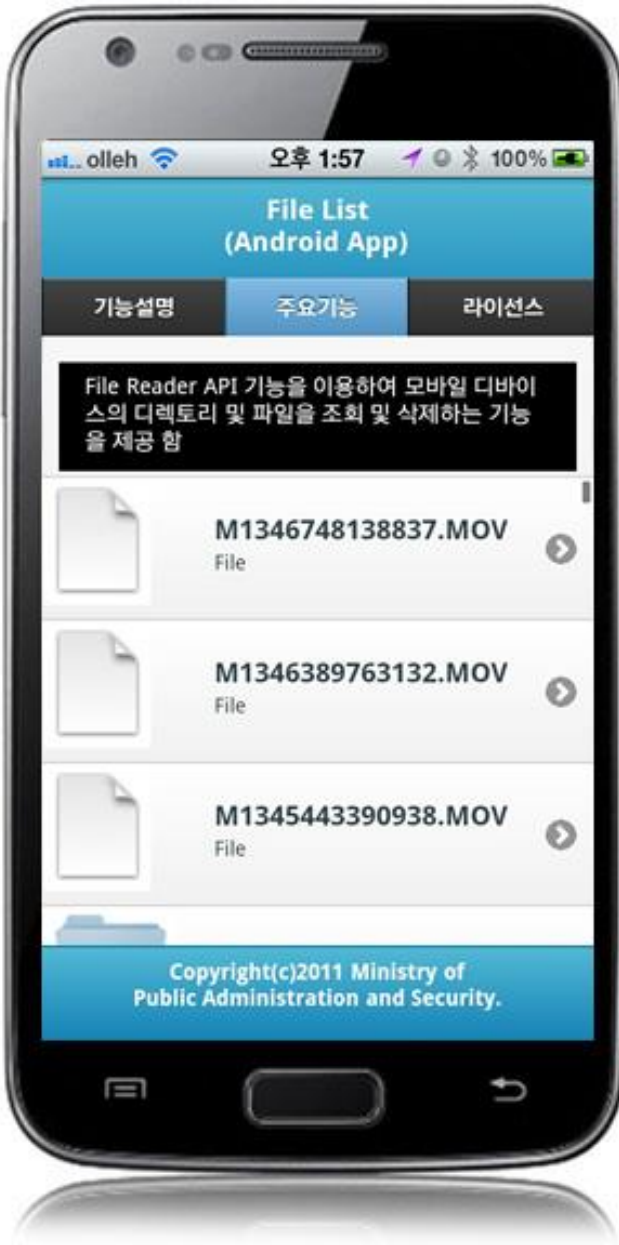 olleh 오후 1:57 100%
File List
(Android App)
기능설명 주요기능 라이선스
File Reader API 기능을 이용하여 모바일 디바이
스의 디렉토리 및 파일을 조회 및 삭제하는 기능
을 제공 함
M1346748138837.MOV
File
M1346389763132.MOV
File
M1345443390938.MOV
File
Copyright(c)2011 Ministry of
Public Administration and Security.